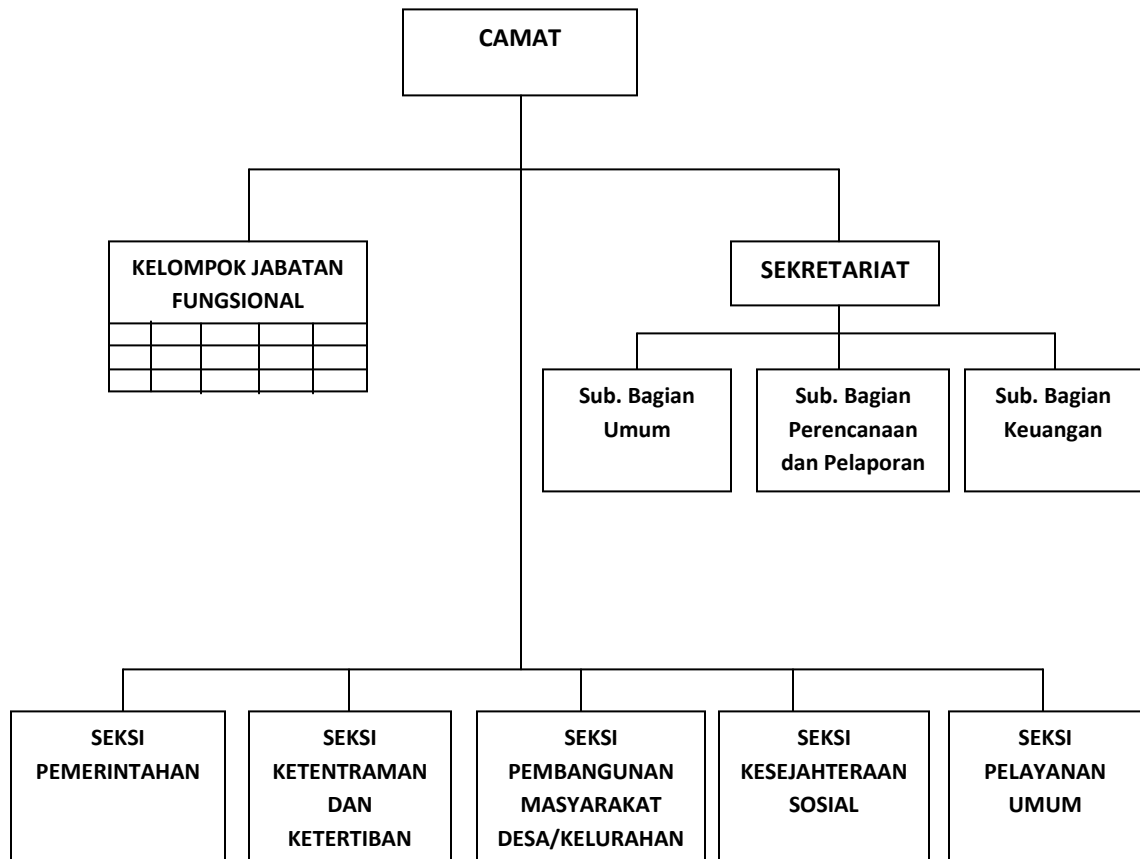 CAMAT
KELOMPOK JABATAN
FUNGSIONAL
SEKRETARIAT
Sub. Bagian
Umum
Sub. Bagian
Perencanaan
dan Pelaporan
Sub. Bagian
Keuangan
SEKSI
PEMERINTAHAN
SEKSI
KETENTRAMAN
DAN
KETERTIBAN
SEKSI
PEMBANGUNAN
MASYARAKAT
DESA/KELURAHAN
SEKSI
KESEJAHTERAAN
SOSIAL
SEKSI
PELAYANAN
UMUM